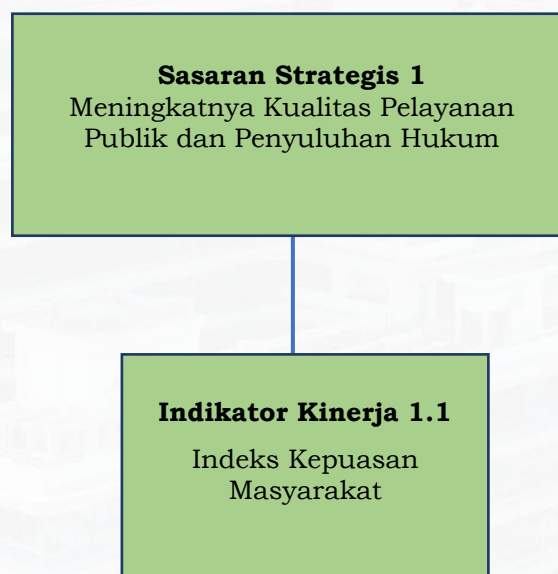 Sasaran Strategis 1
Meningkatnya Kualitas Pelayanan
Publik dan Penyuluhan Hukum
Indikator Kinerja 1.1
Indeks Kepuasan
Masyarakat